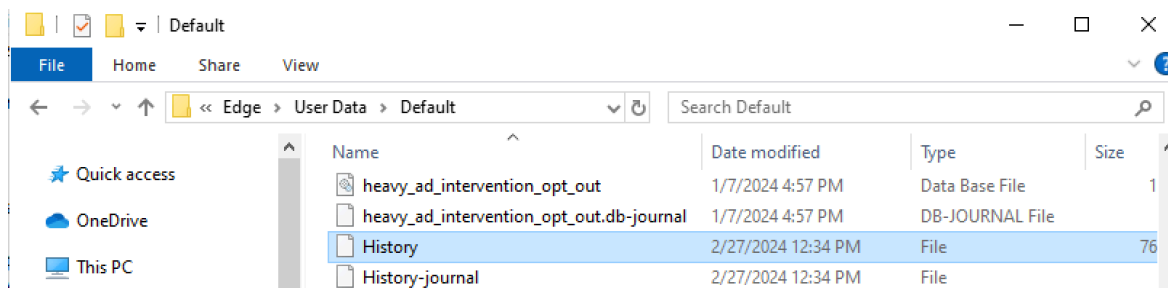 Default
File Home Share View
« Edge > User Data > Default
Search Default
Name Date modified Type Size
Quick access
OneDrive
This PC
heavy_ad_intervention_opt_out 1/7/2024 4:57 PM Data Base File 1
heavy_ad_intervention_opt_out.db-journal 1/7/2024 4:57 PM DB-JOURNAL File
History 2/27/2024 12:34 PM File 76
History-journal 2/27/2024 12:34 PM File